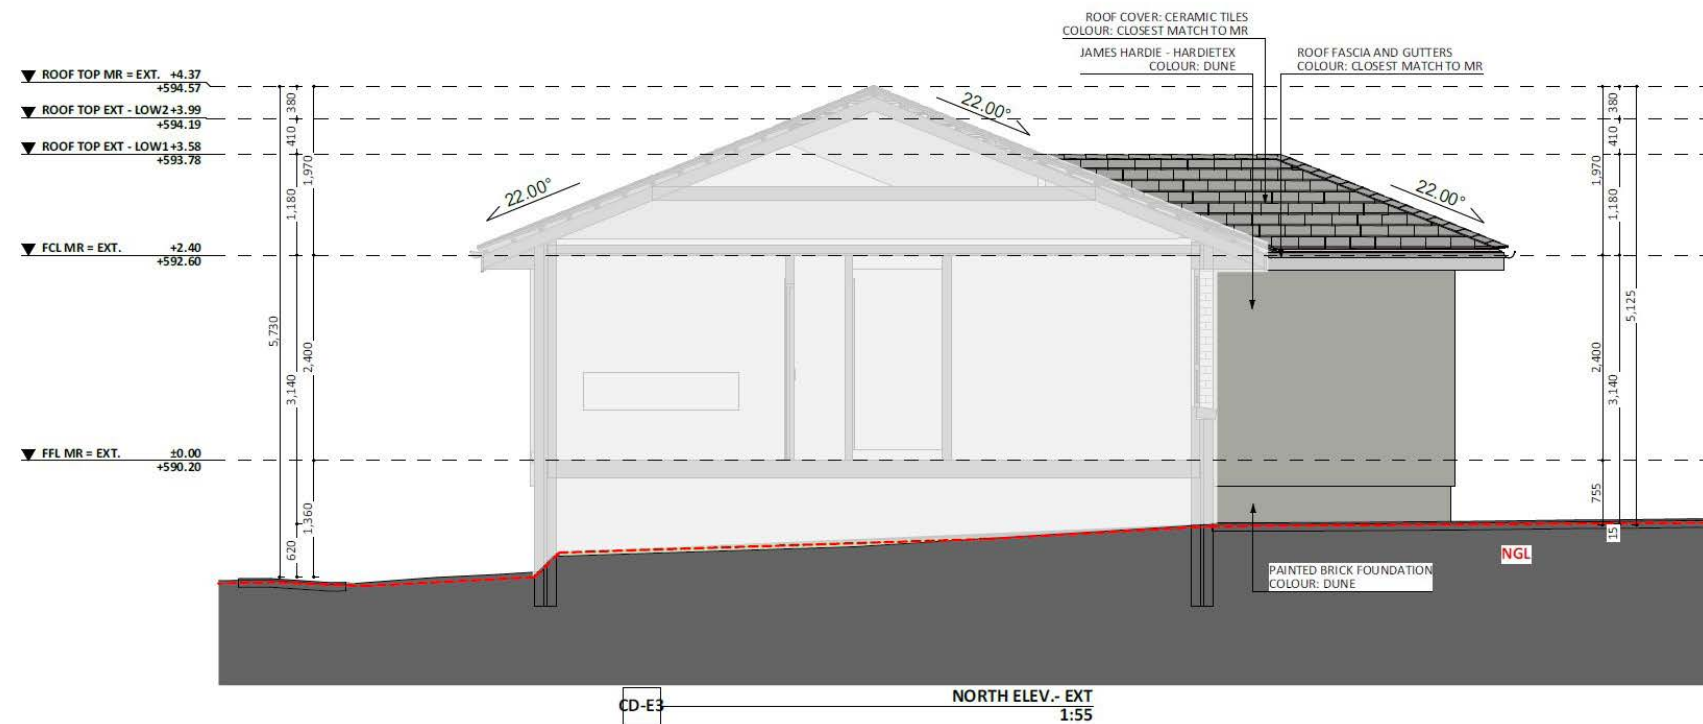 ROOF COVER: CERAMIC TILES
COLOUR: CLOSEST MATCH TO MR
JAMES HARDIE - HARDIETEX
COLOUR: DUNE
ROOF FASCIA AND GUTTERS
COLOUR: CLOSEST MATCH TO MR
ROOF TOP MR = EXT. +4.37
+594.57
ROOF TOP EXT - LOW2 +3.99
+594.19
ROOF TOP EXT - LOW1 +3.58
+593.78
FCL MR = EXT. +2.40
+592.60
FFL MR = EXT. ±0.00
+590.20
5,730
380
410
1,180
3,140
620
1,970
2,400
1,360
22.00°
22.00°
22.00°
1,970
2,400
755
380
410
1,180
3,140
15
5,125
NGL
PAINTED BRICK FOUNDATION
COLOUR: DUNE
CD-E3
NORTH ELEV.- EXT
1:55